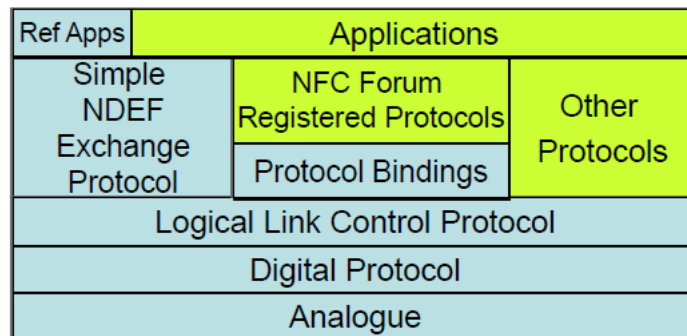 Ref Apps
Applications
Simple
NDEF
Exchange
Protocol
NFC Forum
Registered Protocols
Protocol Bindings
Other
Protocols
Logical Link Control Protocol
Digital Protocol
Analogue